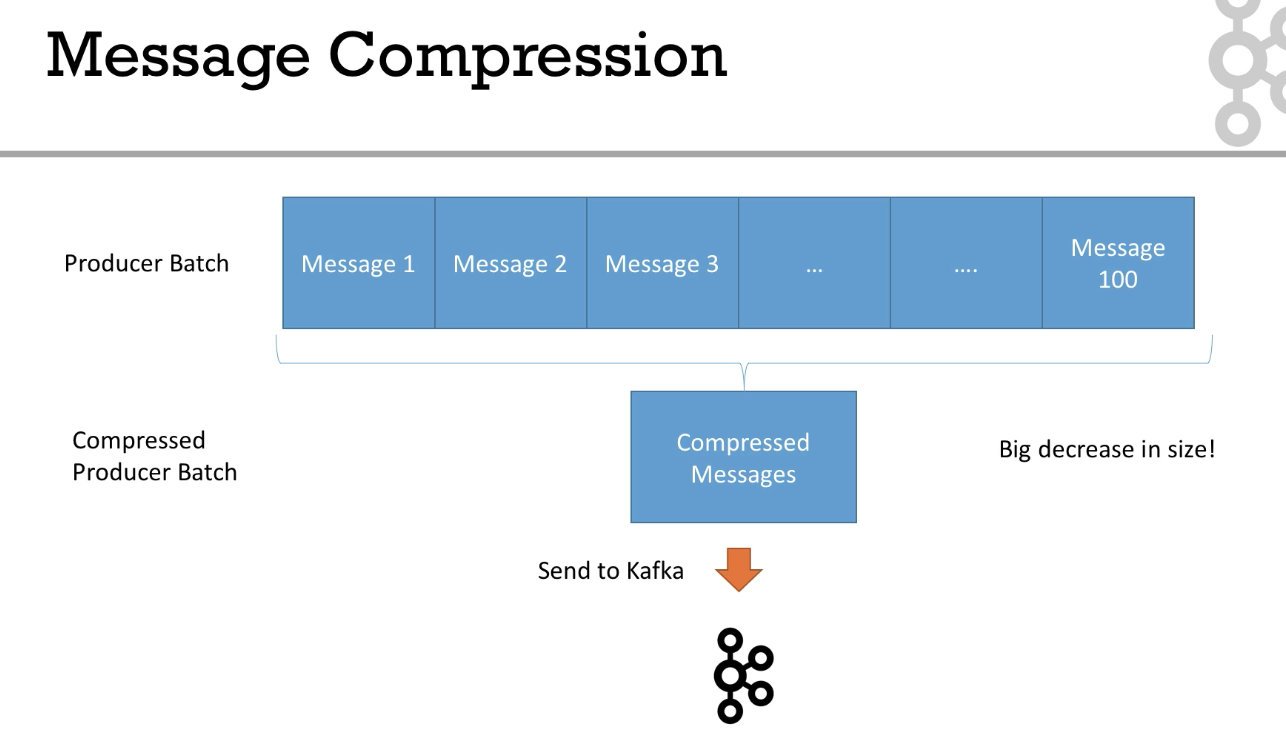 Message Compression
Producer Batch
Message 1
Message 2
Message 3
...
....
Message
100
Compressed
Producer Batch
Compressed
Messages
Big decrease in size!
Send to Kafka